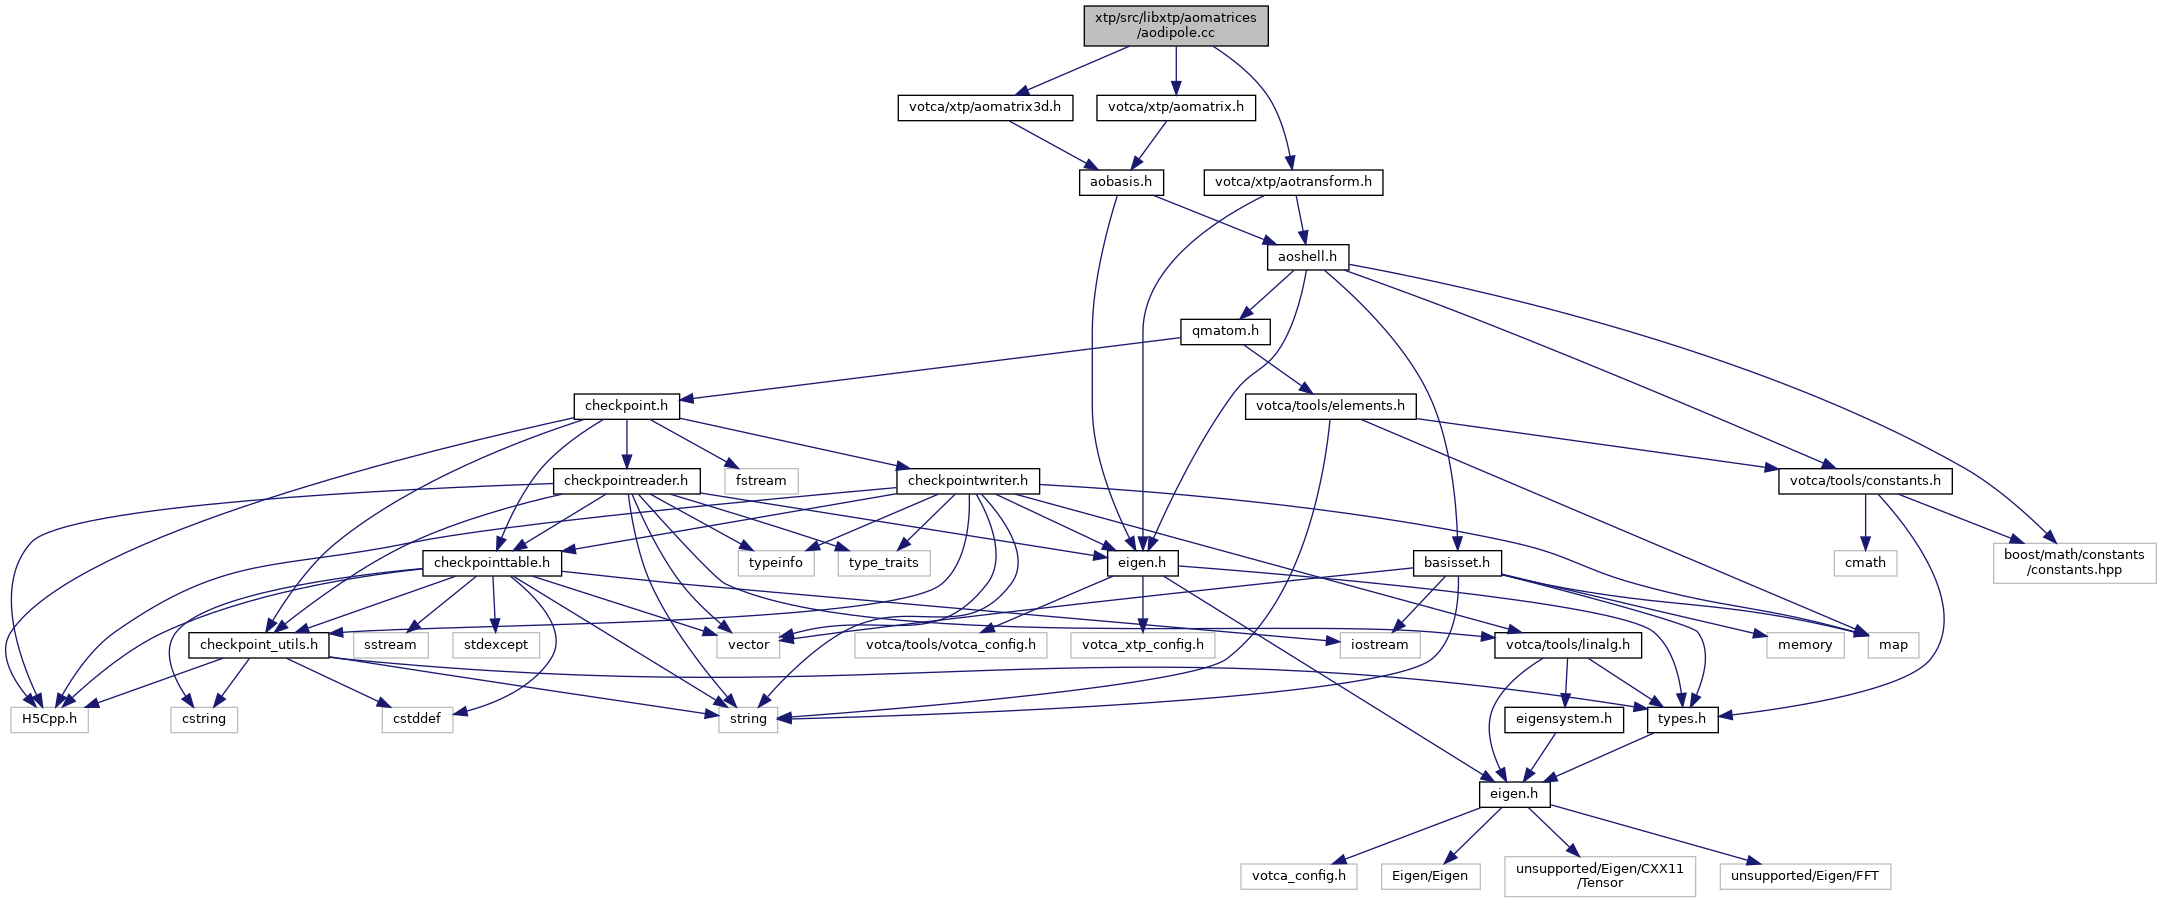 xtp/src/libxtp/aomatrices
/aodipole.cc
votca/xtp/aomatrix3d.h
votca/xtp/aomatrix.h
aobasis.h
votca/xtp/aotransform.h
aoshell.h
qmatom.h
checkpoint.h
votca/tools/elements.h
checkpointreader.h
fstream
checkpointwriter.h
votca/tools/constants.h
checkpointtable.h
typeinfo
type_traits
eigen.h
basisset.h
cmath
boost/math/constants
/constants.hpp
checkpoint_utils.h
sstream
stdexcept
vector
votca/tools/votca_config.h
votca_xtp_config.h
iostream
votca/tools/linalg.h
memory
map
H5Cpp.h
cstring
cstddef
string
eigensystem.h
types.h
eigen.h
votca_config.h
Eigen/Eigen
unsupported/Eigen/CXX11
/Tensor
unsupported/Eigen/FFT